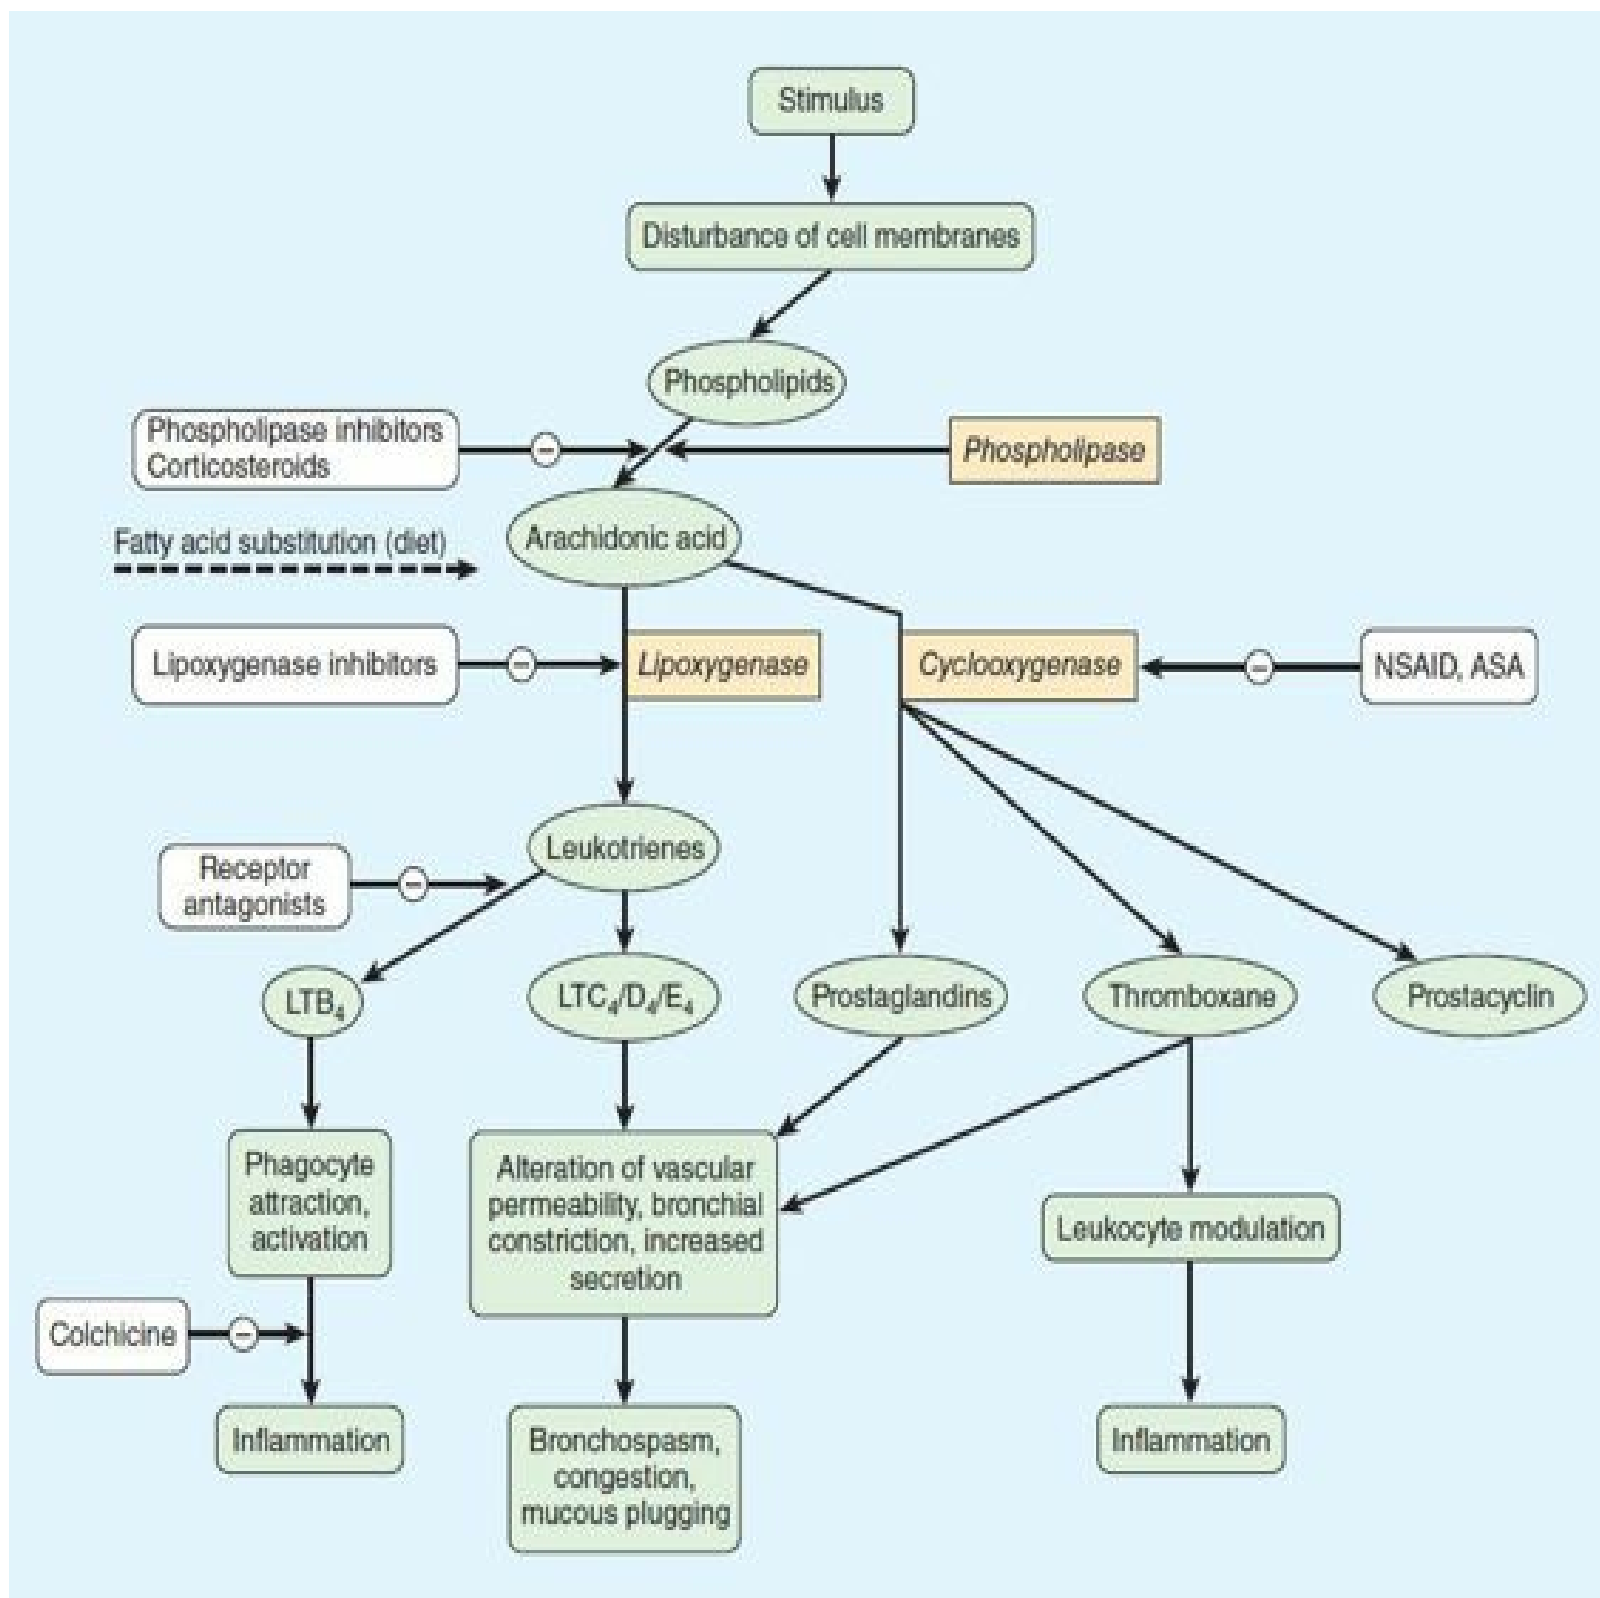 Stimulus
Disturbance of cell membranes
Phospholipids
Phospholipase inhibitors
Corticosteroids
−
Phospholipase
Arachidonic acid
Fatty acid substitution (diet)
Lipoxygenase inhibitors
−
Lipoxygenase
Cyclooxygenase
−
NSAID, ASA
Leukotrienes
Receptor
antagonists
−
LTB₄
LTC₄/D₄/E₄
Prostaglandins
Thromboxane
Prostacyclin
Phagocyte
attraction,
activation
Alteration of vascular
permeability, bronchial
constriction, increased
secretion
Leukocyte modulation
Colchicine
−
Inflammation
Bronchospasm,
congestion,
mucous plugging
Inflammation